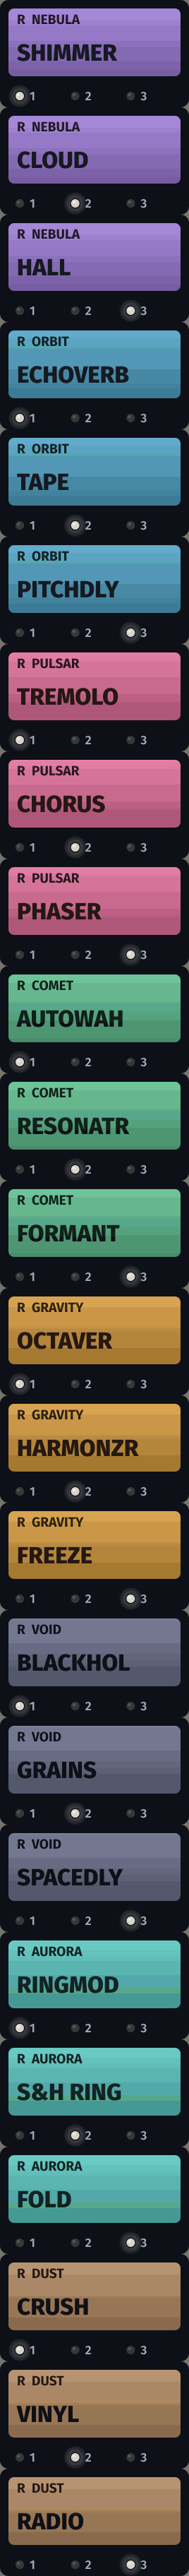 R NEBULA
SHIMMER
1 2 3
R NEBULA
CLOUD
1 2 3
R NEBULA
HALL
1 2 3
R ORBIT
ECHOVERB
1 2 3
R ORBIT
TAPE
1 2 3
R ORBIT
PITCHDLY
1 2 3
R PULSAR
TREMOLO
1 2 3
R PULSAR
CHORUS
1 2 3
R PULSAR
PHASER
1 2 3
R COMET
AUTOWAH
1 2 3
R COMET
RESONATR
1 2 3
R COMET
FORMANT
1 2 3
R GRAVITY
OCTAVER
1 2 3
R GRAVITY
HARMONZR
1 2 3
R GRAVITY
FREEZE
1 2 3
R VOID
BLACKHOL
1 2 3
R VOID
GRAINS
1 2 3
R VOID
SPACEDLY
1 2 3
R AURORA
RINGMOD
1 2 3
R AURORA
S&H RING
1 2 3
R AURORA
FOLD
1 2 3
R DUST
CRUSH
1 2 3
R DUST
VINYL
1 2 3
R DUST
RADIO
1 2 3